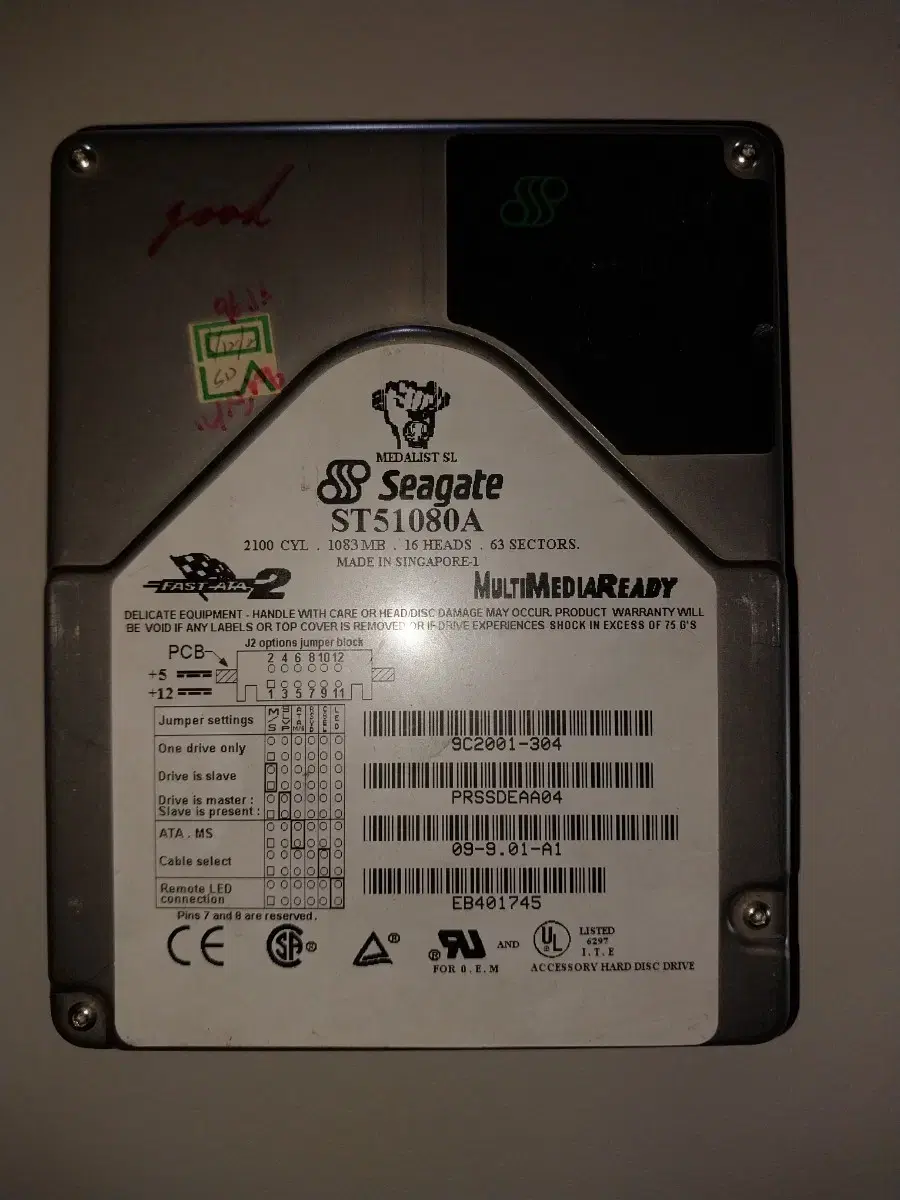 good
MEDALIST SL
Seagate
ST51080A
2100 CYL . 1083MB . 16 HEADS . 63 SECTORS.
MADE IN SINGAPORE-1
FAST-ATA 2
MULTIMEDIAREADY
DELICATE EQUIPMENT - HANDLE WITH CARE OR HEAD/DISC DAMAGE MAY OCCUR. PRODUCT WARRANTY WILL
BE VOID IF ANY LABELS OR TOP COVER IS REMOVED OR IF DRIVE EXPERIENCES SHOCK IN EXCESS OF 75 G'S
J2 options jumper block
PCB
2 4 6 8 10 12
+5
+12
1 3 5 7 9 11
Jumper settings
M/S
LED
One drive only
Drive is slave
Drive is master :
Slave is present :
ATA . MS
Cable select
Remote LED
connection
Pins 7 and 8 are reserved.
9C2001-304
PRSSDEAA04
09-9.01-A1
EB401745
CE
SA ®
®
® RU
FOR O.E.M
AND
UL
LISTED
6297
I.T.E
ACCESSORY HARD DISC DRIVE